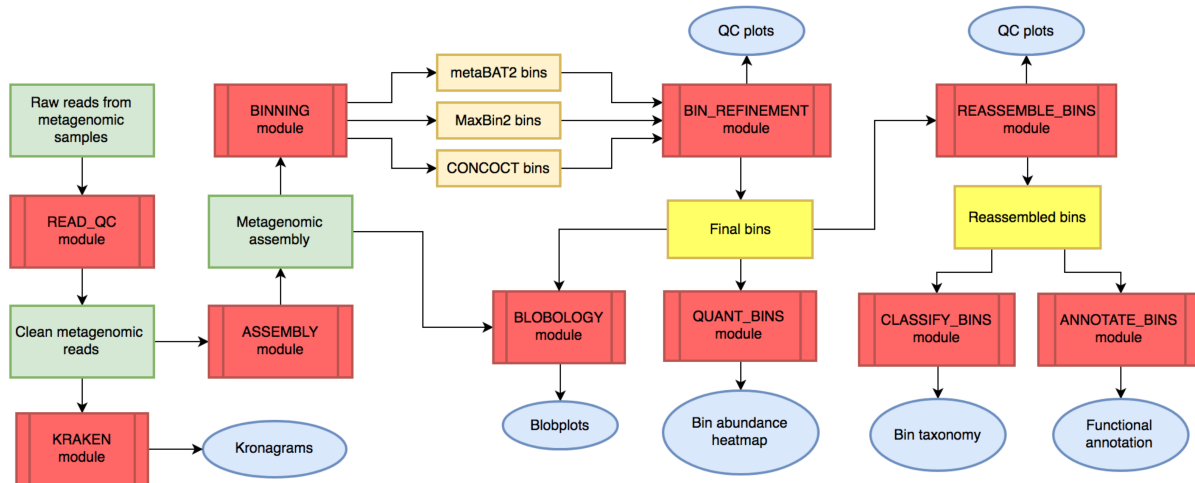 QC plots
QC plots
Raw reads from
metagenomic
samples
BINNING
module
metaBAT2 bins
MaxBin2 bins
CONCOCT bins
BIN_REFINEMENT
module
REASSEMBLE_BINS
module
READ_QC
module
Metagenomic
assembly
Final bins
Reassembled bins
Clean metagenomic
reads
ASSEMBLY
module
BLOBOLOGY
module
QUANT_BINS
module
CLASSIFY_BINS
module
ANNOTATE_BINS
module
KRAKEN
module
Kronagrams
Blobplots
Bin abundance
heatmap
Bin taxonomy
Functional
annotation